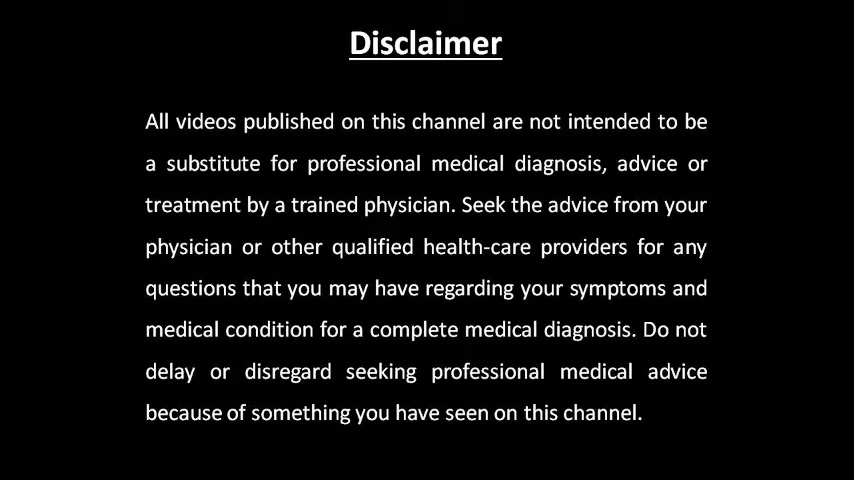 Disclaimer
All videos published on this channel are not intended to be
a substitute for professional medical diagnosis, advice or
treatment by a trained physician. Seek the advice from your
physician or other qualified health-care providers for any
questions that you may have regarding your symptoms and
medical condition for a complete medical diagnosis. Do not
delay or disregard seeking professional medical advice
because of something you have seen on this channel.